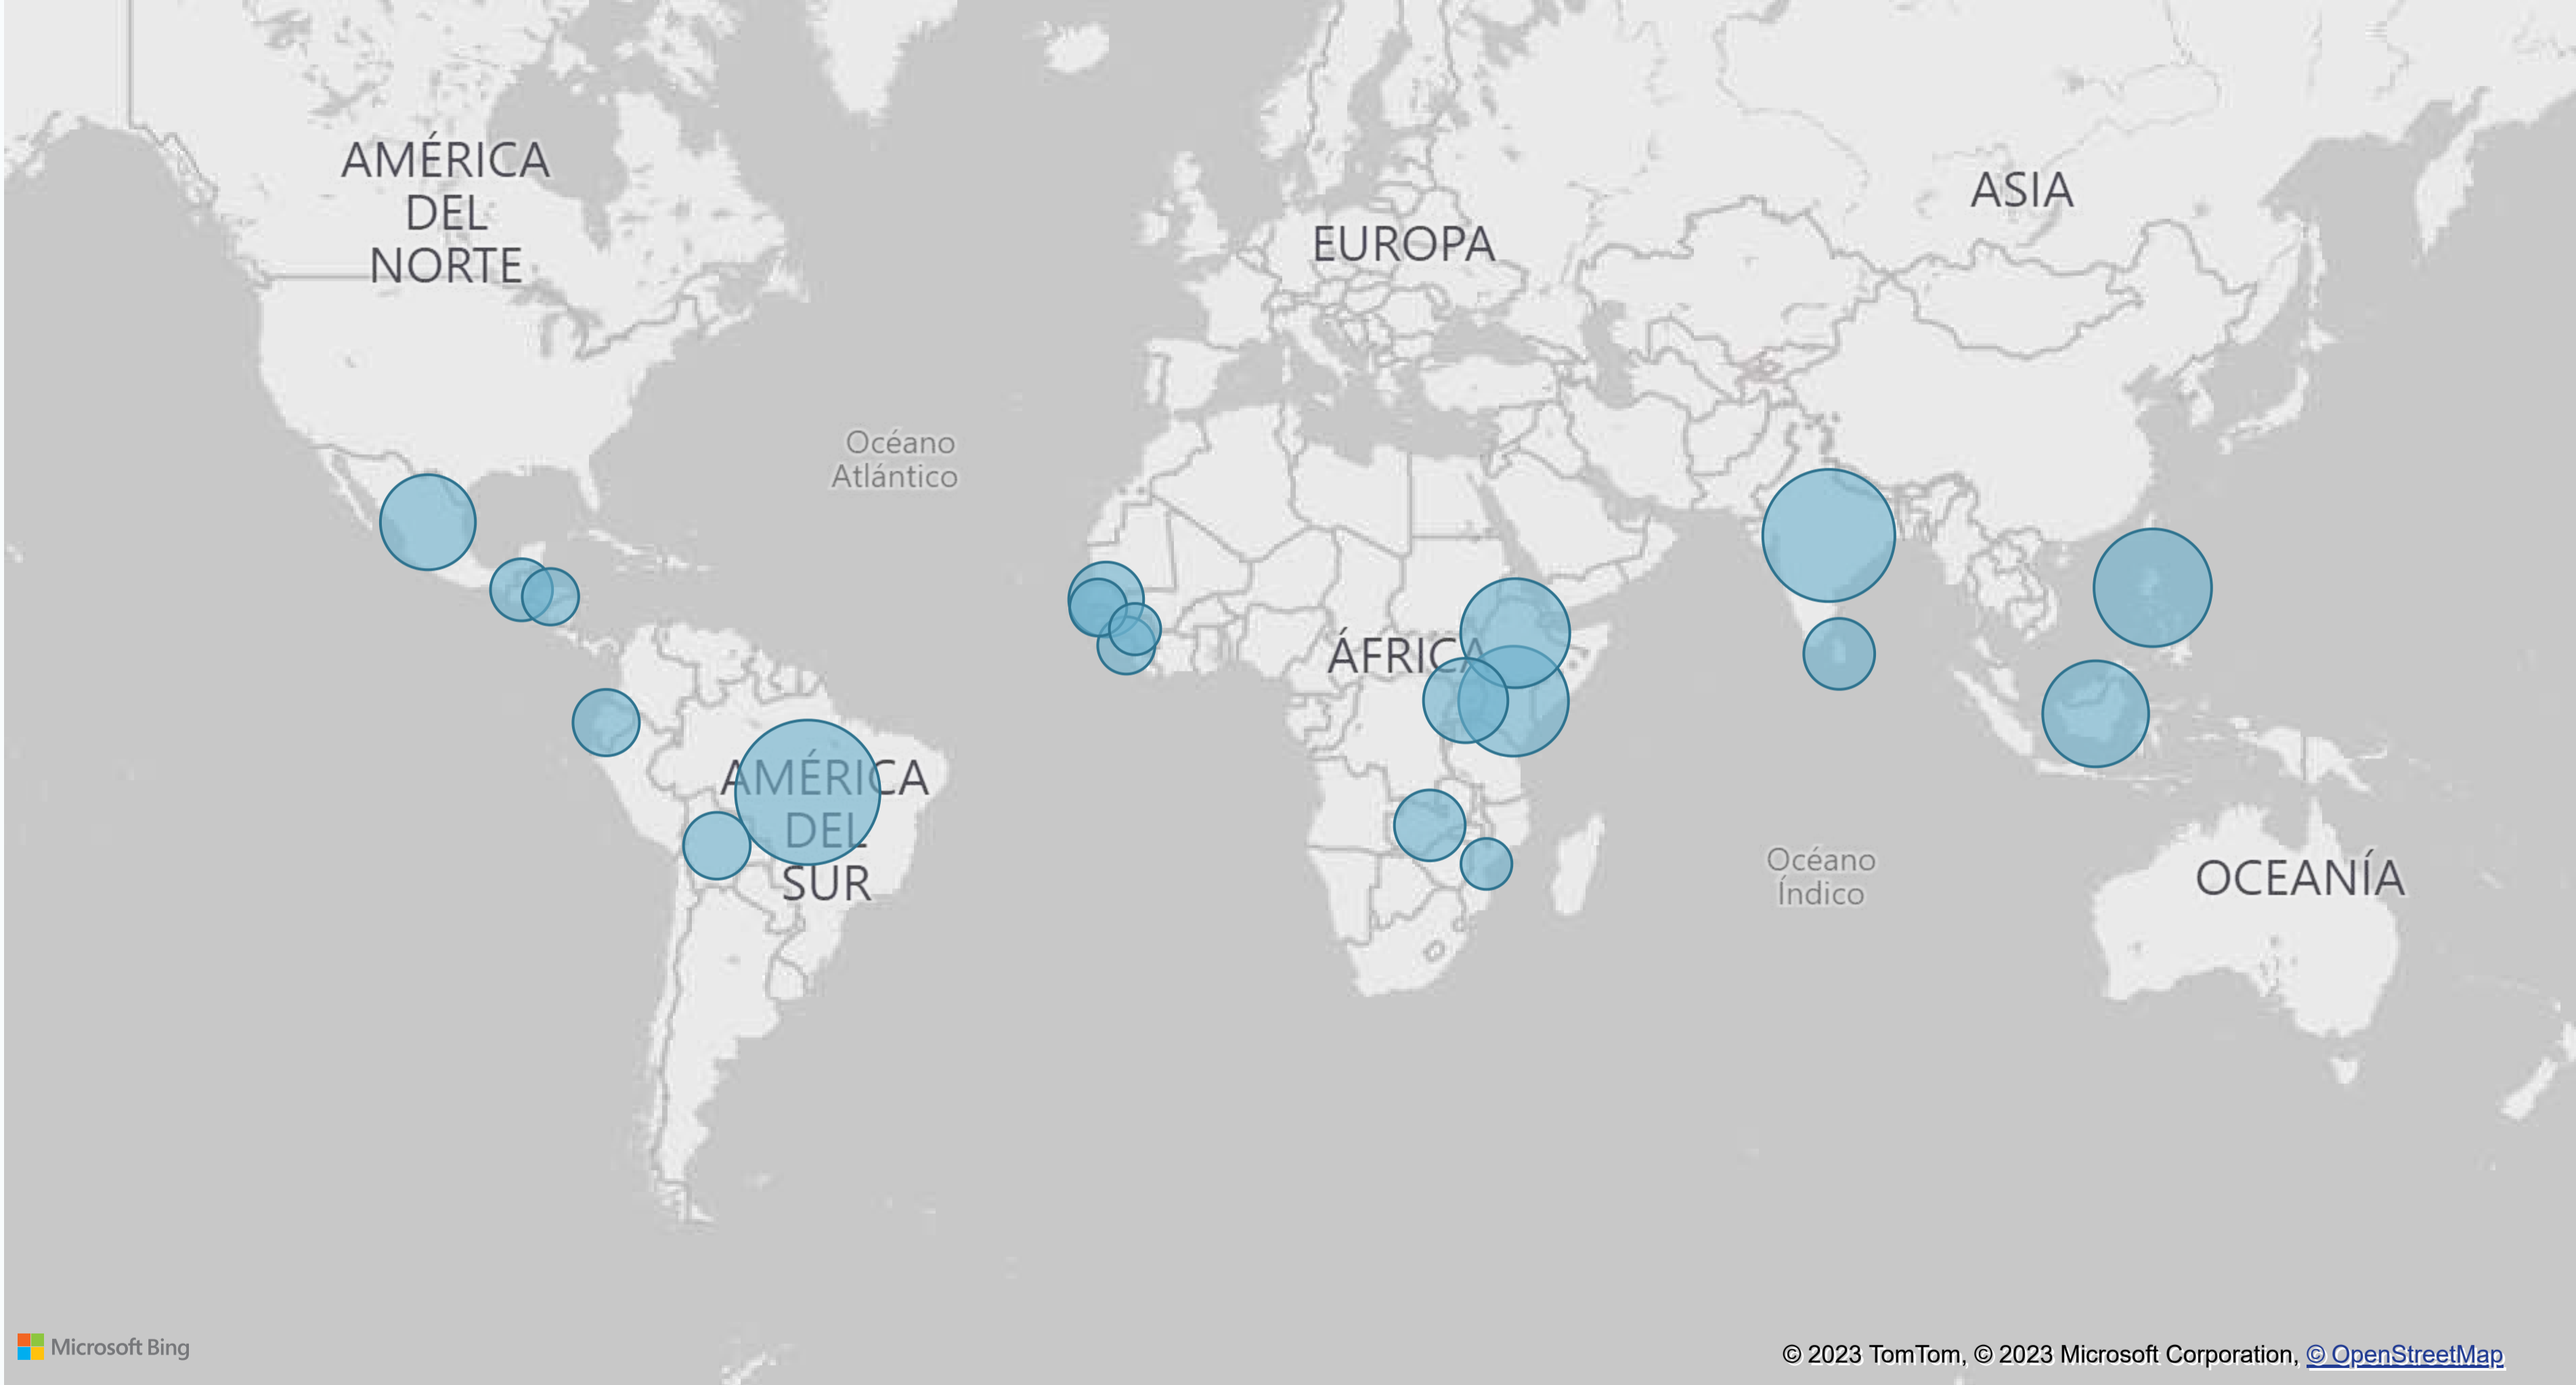 AMÉRICA
DEL
NORTE
EUROPA
ASIA
Océano
Atlántico
ÁFRICA
AMÉRICA
DEL
SUR
Océano
Índico
OCEANÍA
Microsoft Bing
© 2023 TomTom, © 2023 Microsoft Corporation, © OpenStreetMap